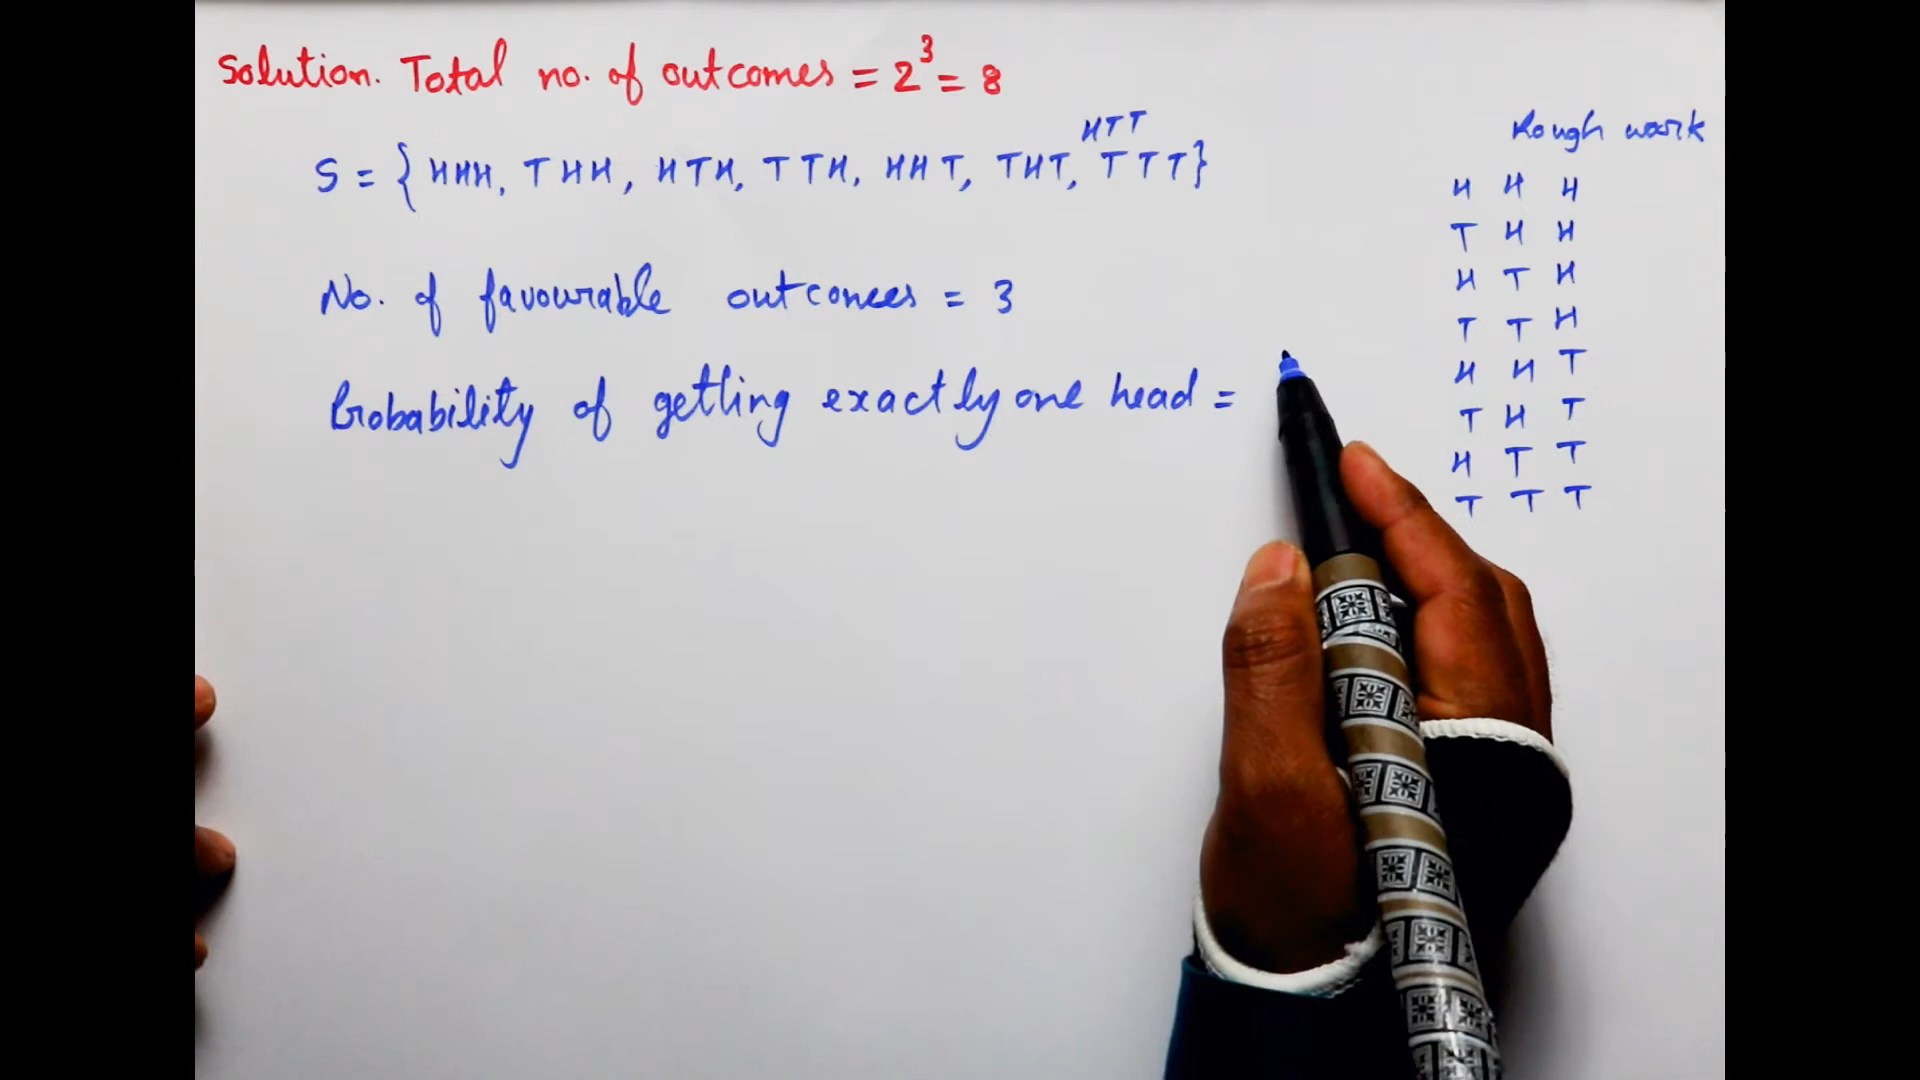 Solution. Total no. of outcomes = 2³ = 8
HTT
S = { HHH, THH, HTH, TTH, HHT, THT, TTT}
No. of favourable outcomes = 3
Probability of getting exactly one head =
Rough work
H H H
T H H
H T H
T T H
H H T
T H T
H T T
T T T